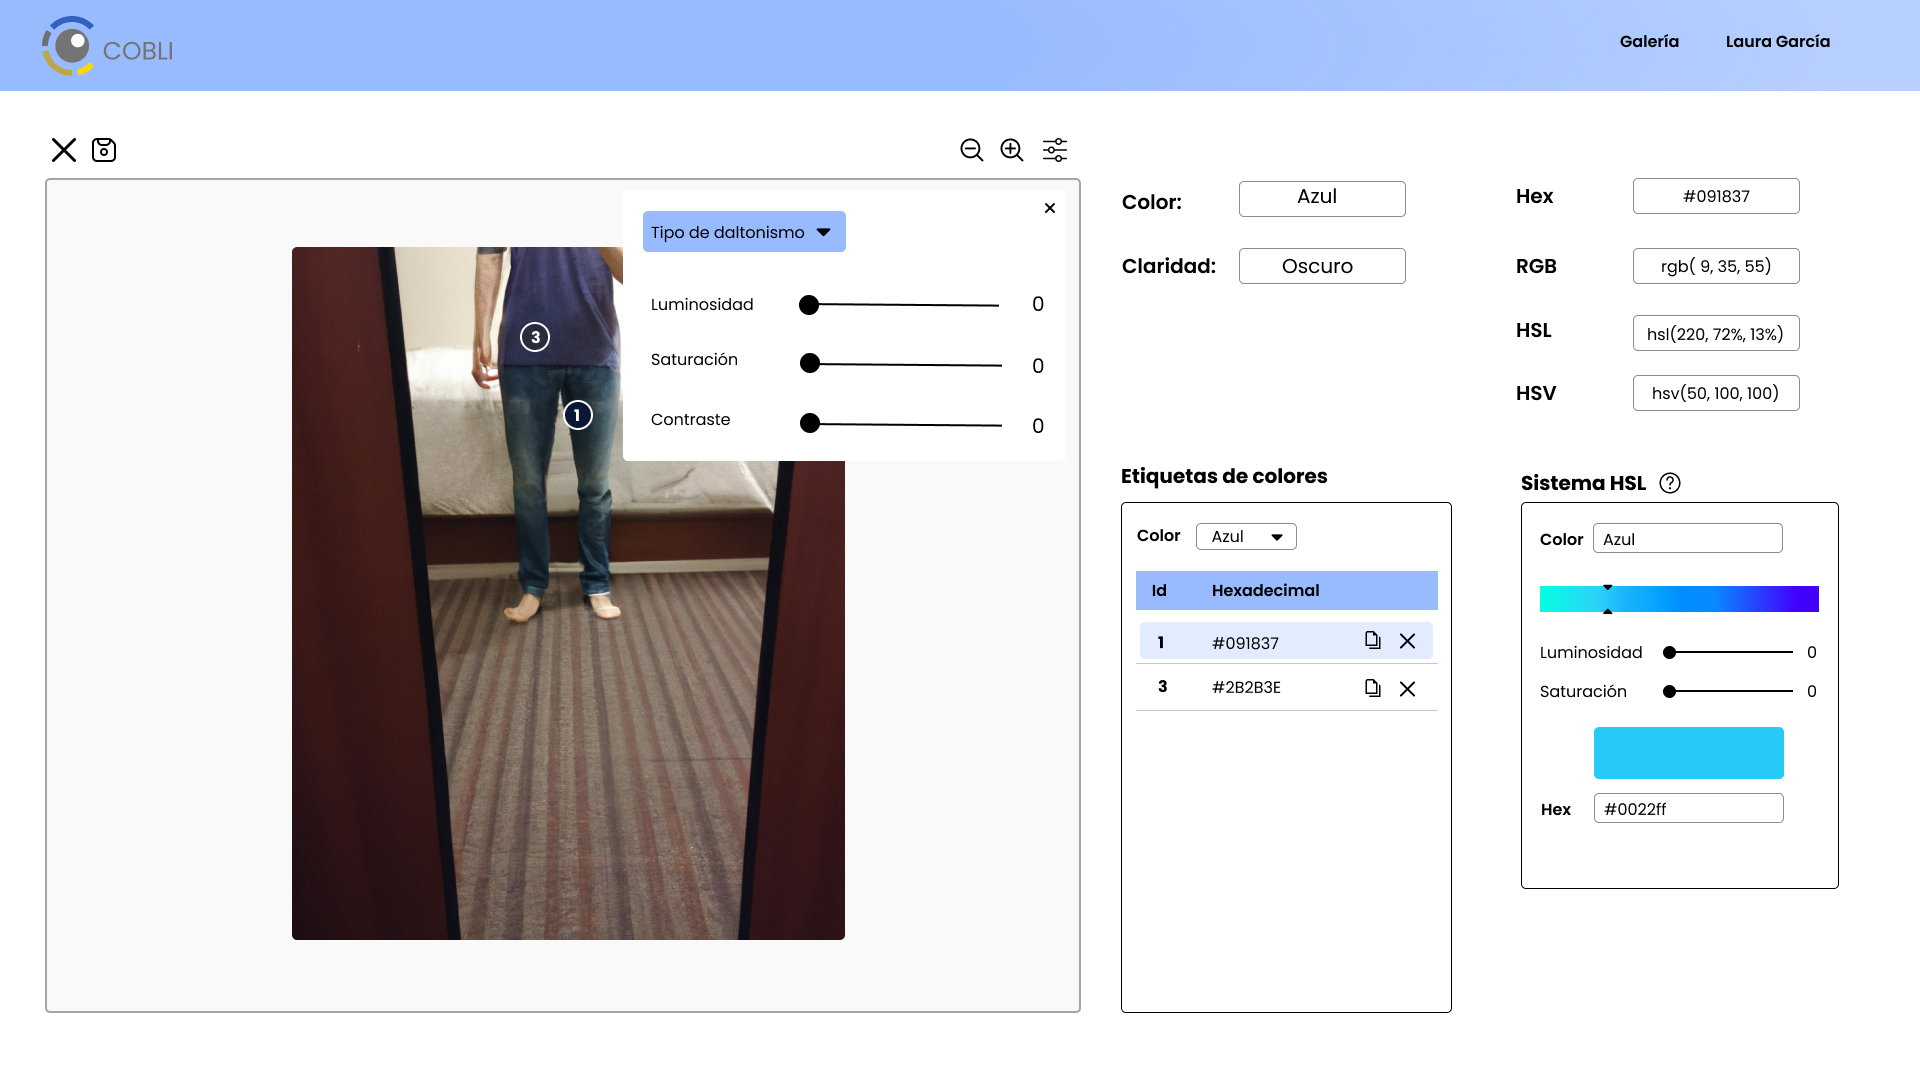 COBLI
Galería
Laura García
Tipo de daltonismo
Luminosidad 0
Saturación 0
Contraste 0
3
1
Color: Azul
Claridad: Oscuro
Hex #091837
RGB rgb( 9, 35, 55)
HSL hsl(220, 72%, 13%)
HSV hsv(50, 100, 100)
Etiquetas de colores
Color Azul
Id Hexadecimal
1 #091837
3 #2B2B3E
Sistema HSL ?
Color Azul
Luminosidad 0
Saturación 0
Hex #0022ff